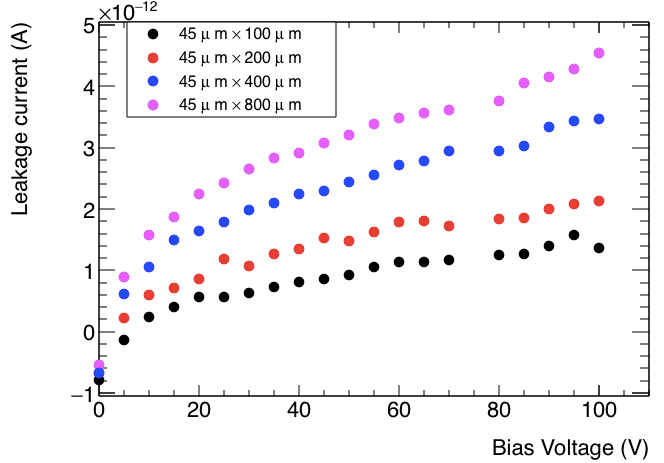 ×10⁻¹²
Leakage current (A)
5
4
3
2
1
0
−1
45 μ m × 100 μ m
45 μ m × 200 μ m
45 μ m × 400 μ m
45 μ m × 800 μ m
0 20 40 60 80 100
Bias Voltage (V)